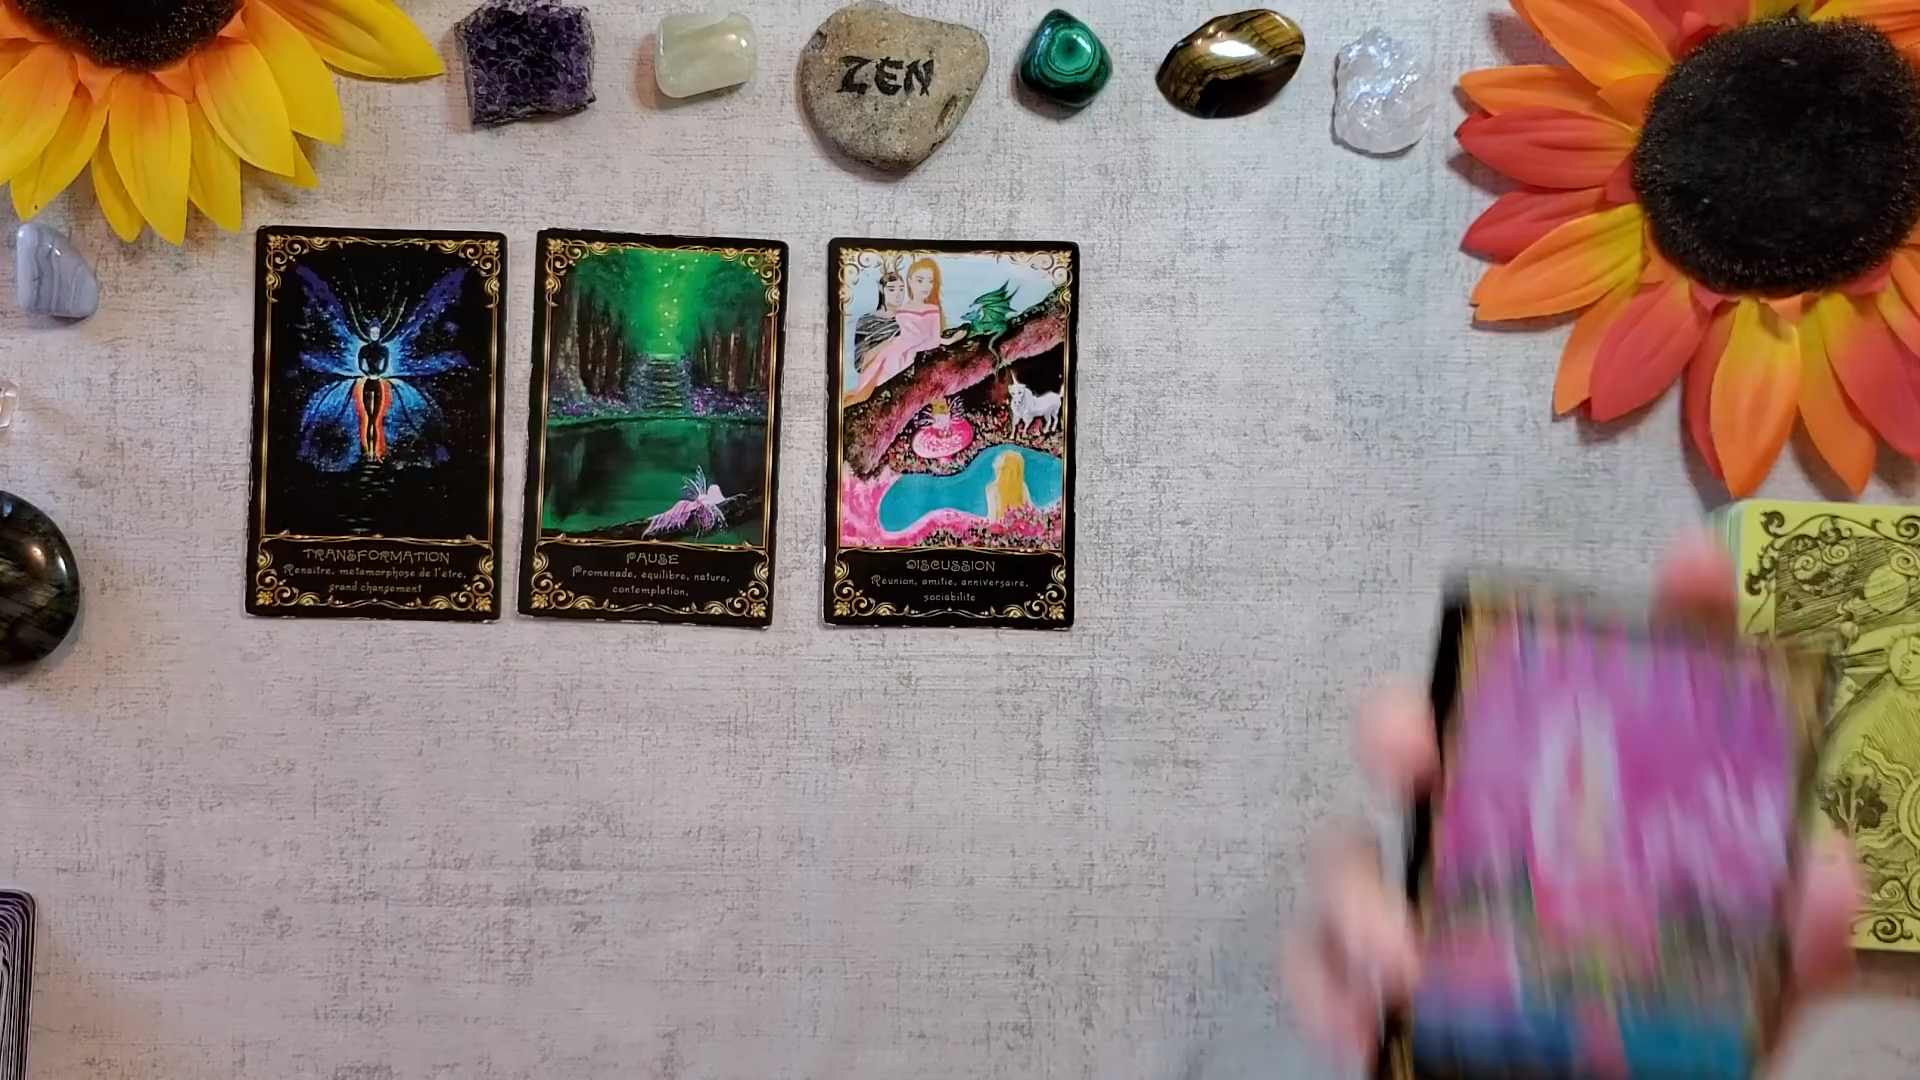 ZEN
TRANSFORMATION
Renaître, métamorphose de l'être,
grand changement
PAUSE
Promenade, équilibre, nature,
contemplation,
DISCUSSION
Réunion, amitié, anniversaire,
sociabilité